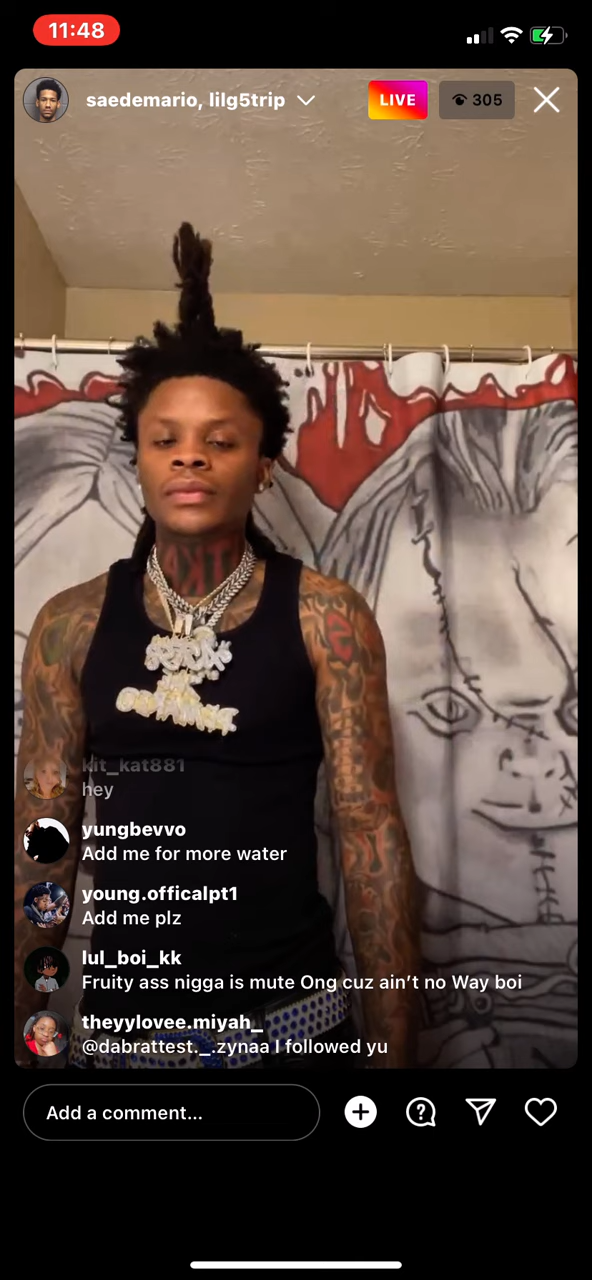 11:48
saedemario, lilg5trip
LIVE
305
kit_kat881
hey
yungbevvo
Add me for more water
young.officalpt1
Add me plz
lul_boi_kk
Fruity ass nigga is mute Ong cuz ain't no Way boi
theyylovee.miyah_
@dabrattest._.zynaa I followed yu
Add a comment...